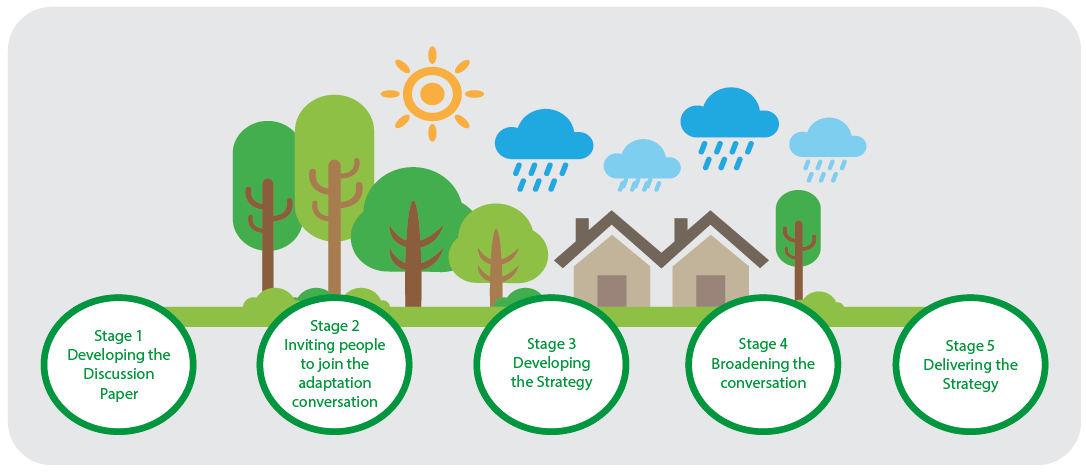 Stage 1
Developing the
Discussion
Paper
Stage 2
Inviting people
to join the
adaptation
conversation
Stage 3
Developing
the Strategy
Stage 4
Broadening the
conversation
Stage 5
Delivering the
Strategy